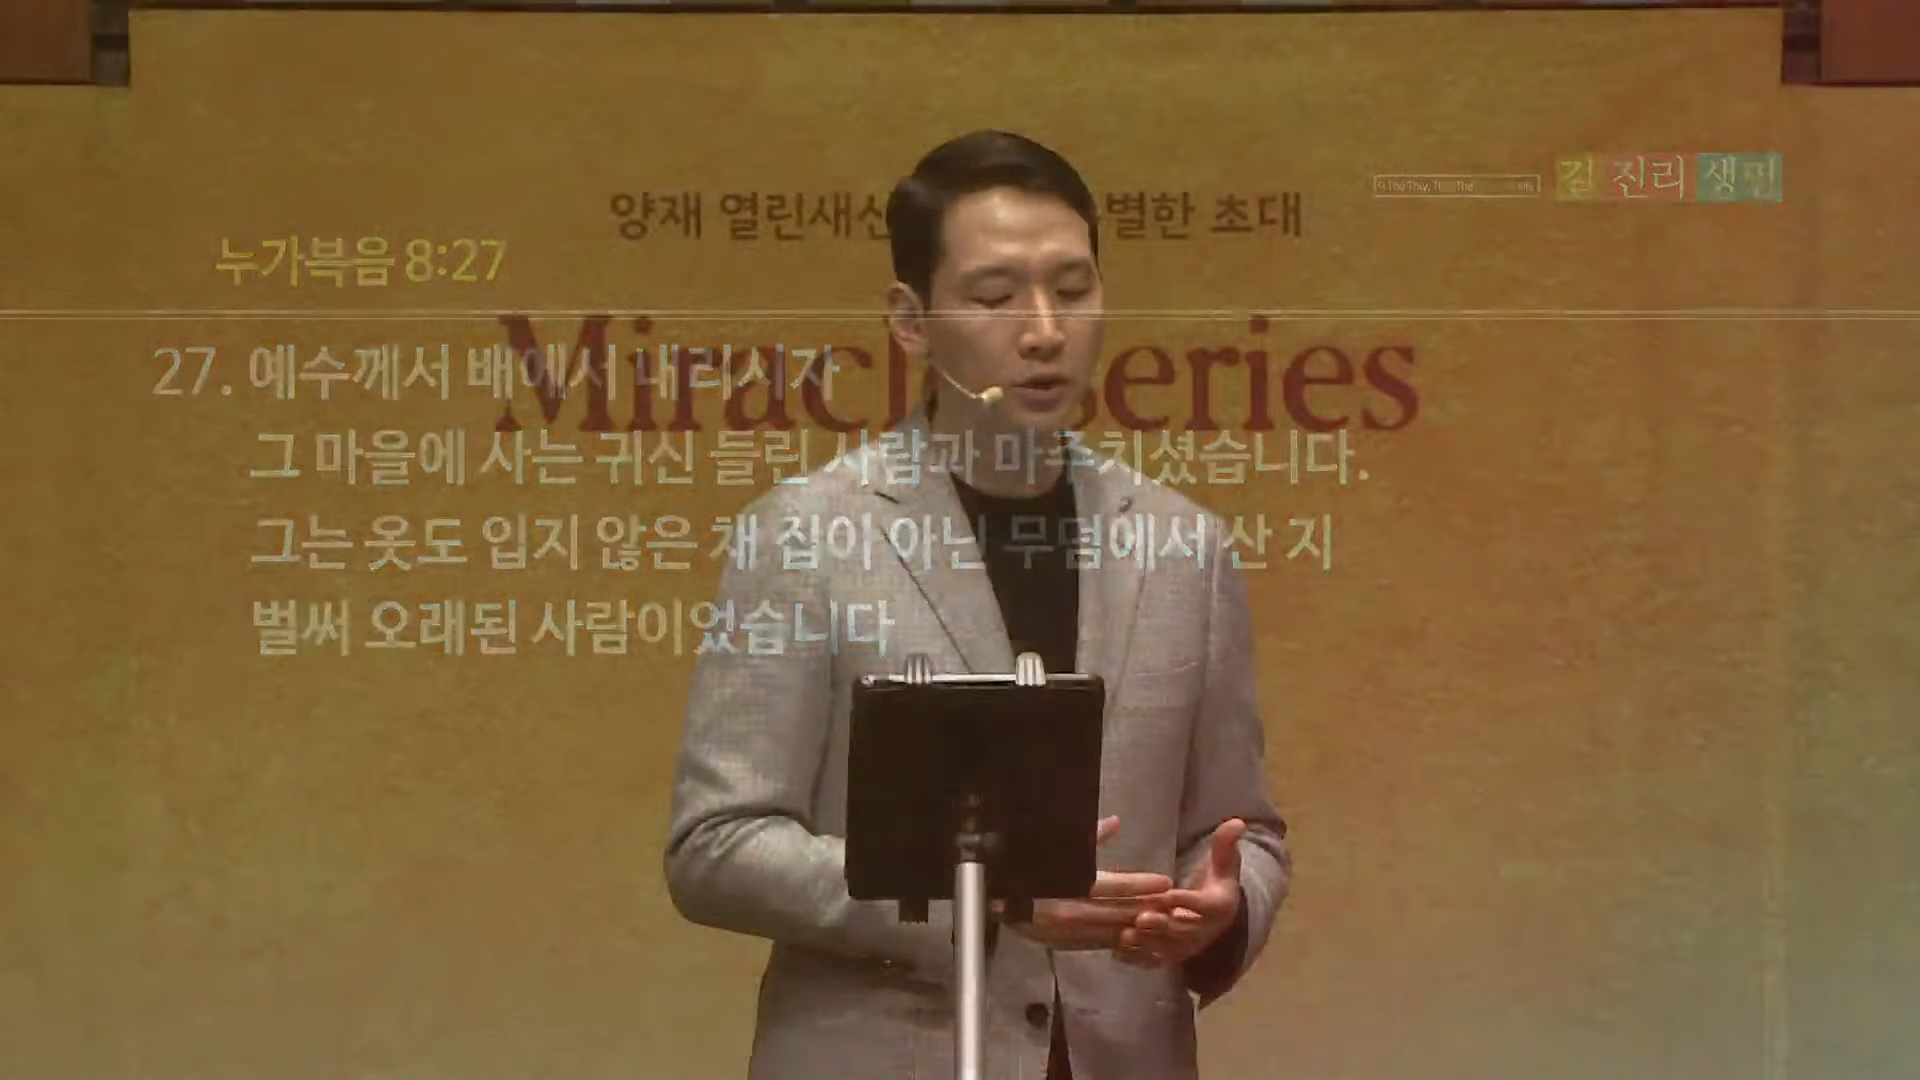 길 진리 생명
양재 열린새신 별한 초대
누가복음 8:27
Miracl Series
27. 예수께서 배에서 내리시자
그 마을에 사는 귀신 들린 사람과 마주치셨습니다.
그는 옷도 입지 않은 채 집이 아닌 무덤에서 산 지
벌써 오래된 사람이었습니다